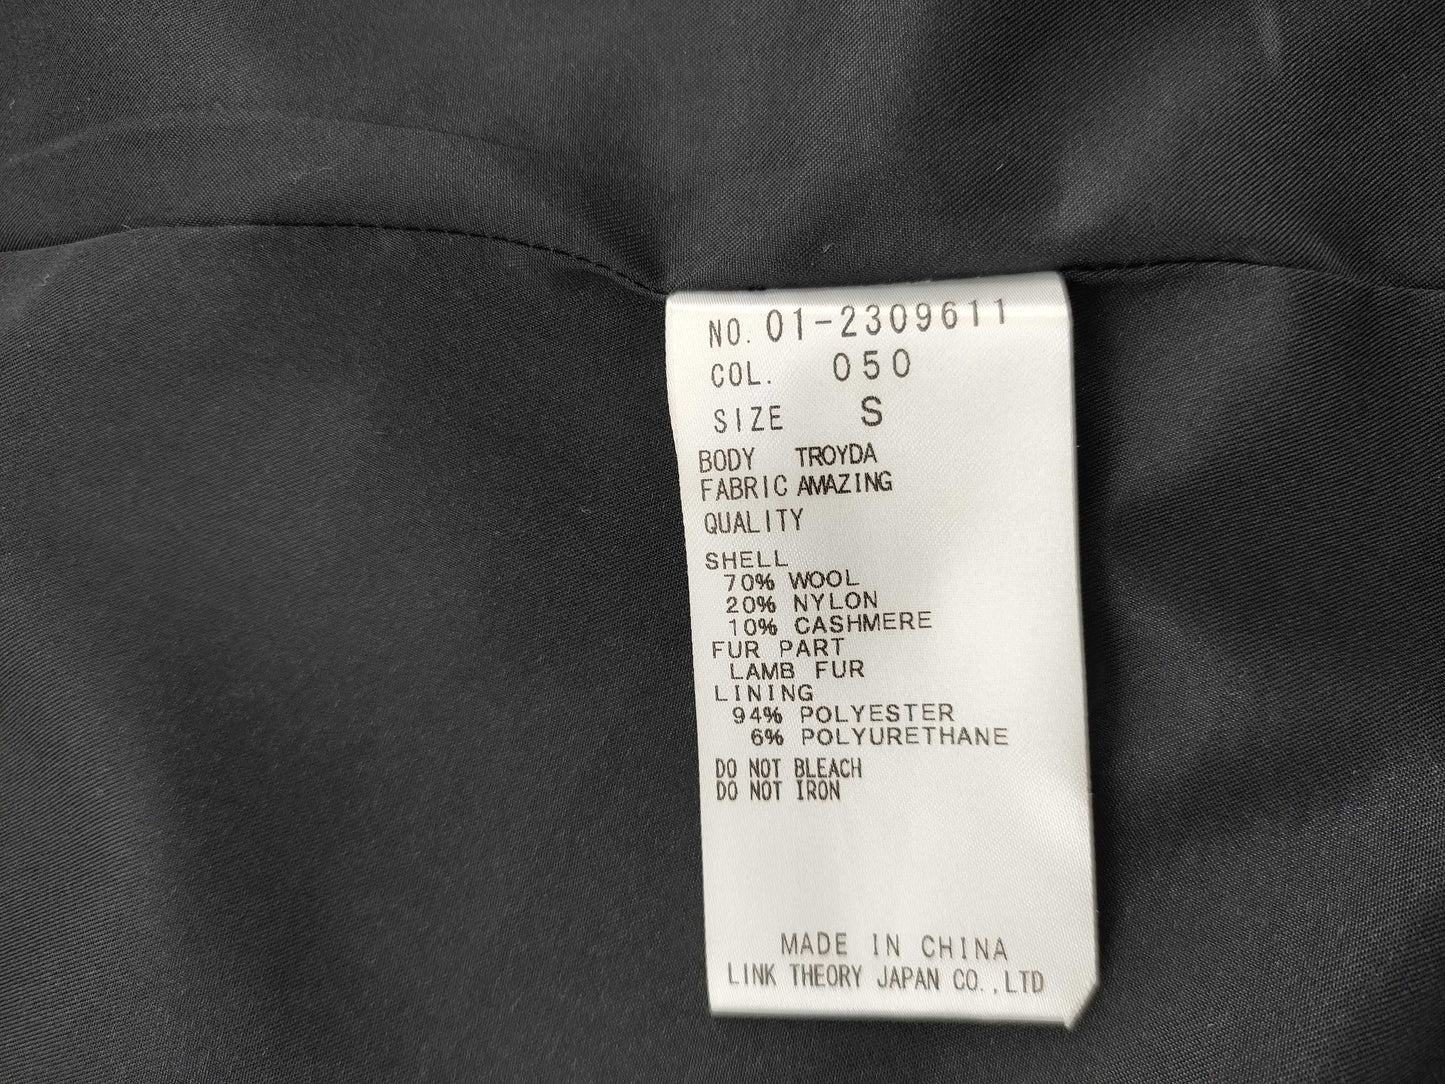 NO. 01-2309611
COL. 050
SIZE S
BODY TROYDA
FABRIC AMAZING
QUALITY
SHELL
70% WOOL
20% NYLON
10% CASHMERE
FUR PART
LAMB FUR
LINING
94% POLYESTER
6% POLYURETHANE
DO NOT BLEACH
DO NOT IRON
MADE IN CHINA
LINK THEORY JAPAN CO.,LTD